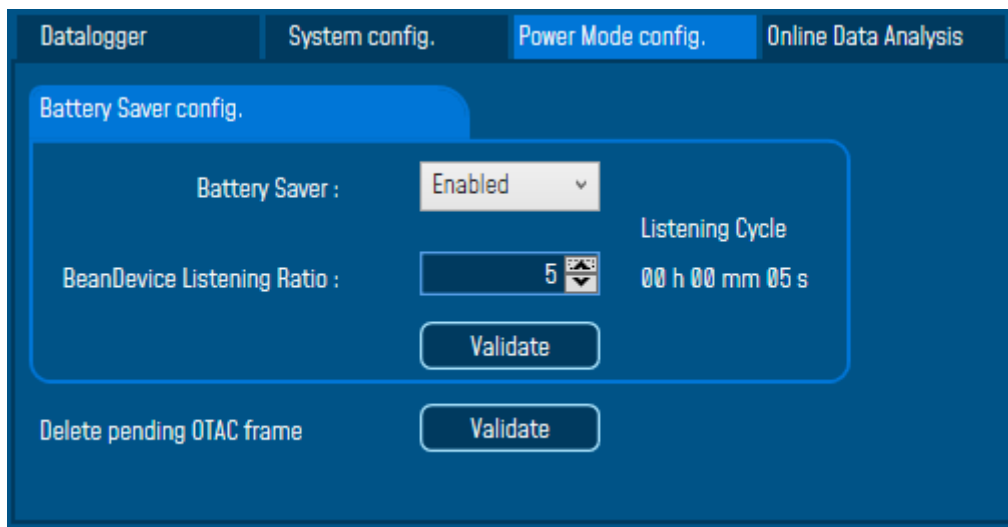 Datalogger System config. Power Mode config. Online Data Analysis
Battery Saver config.
Battery Saver : Enabled
Listening Cycle
BeanDevice Listening Ratio : 5 00 h 00 mm 05 s
Validate
Delete pending OTAC frame Validate